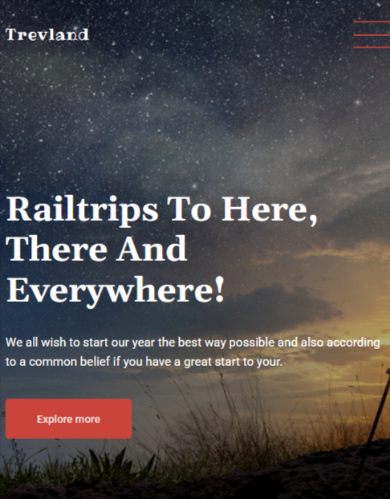 Trevland
Railtrips To Here,
There And
Everywhere!
We all wish to start our year the best way possible and also according
to a common belief if you have a great start to your.
Explore more